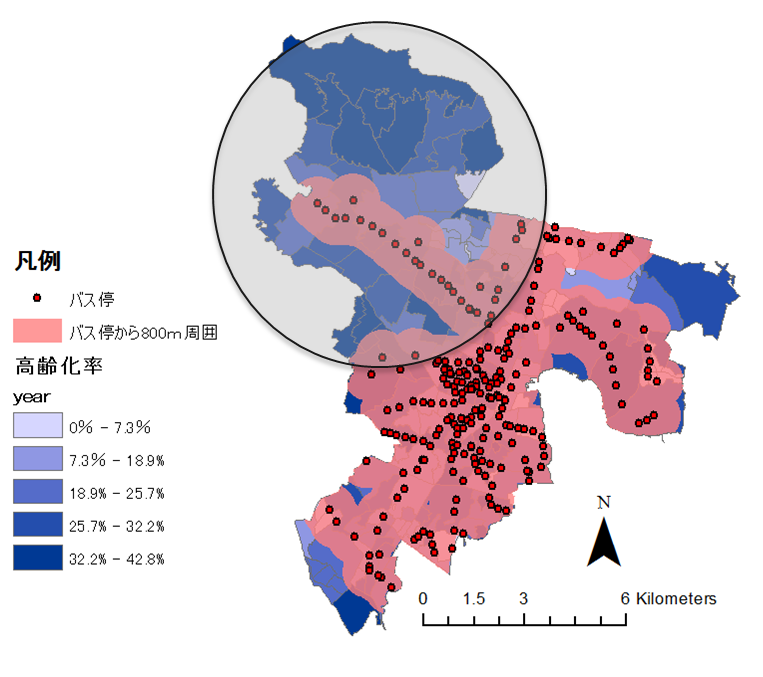 凡例
バス停
バス停から800m周囲
高齢化率
year
0% - 7.3%
7.3% - 18.9%
18.9% - 25.7%
25.7% - 32.2%
32.2% - 42.8%
N
0 1.5 3 6 Kilometers